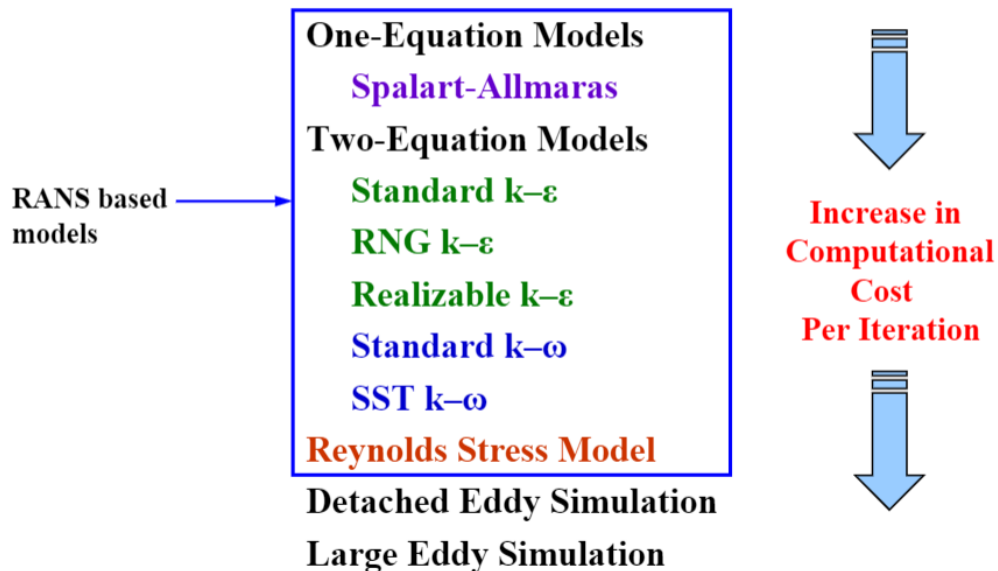 One-Equation Models
Spalart-Allmaras
Two-Equation Models
Standard k–ε
RNG k–ε
Realizable k–ε
Standard k–ω
SST k–ω
Reynolds Stress Model
Detached Eddy Simulation
Large Eddy Simulation
RANS based
models
Increase in
Computational
Cost
Per Iteration